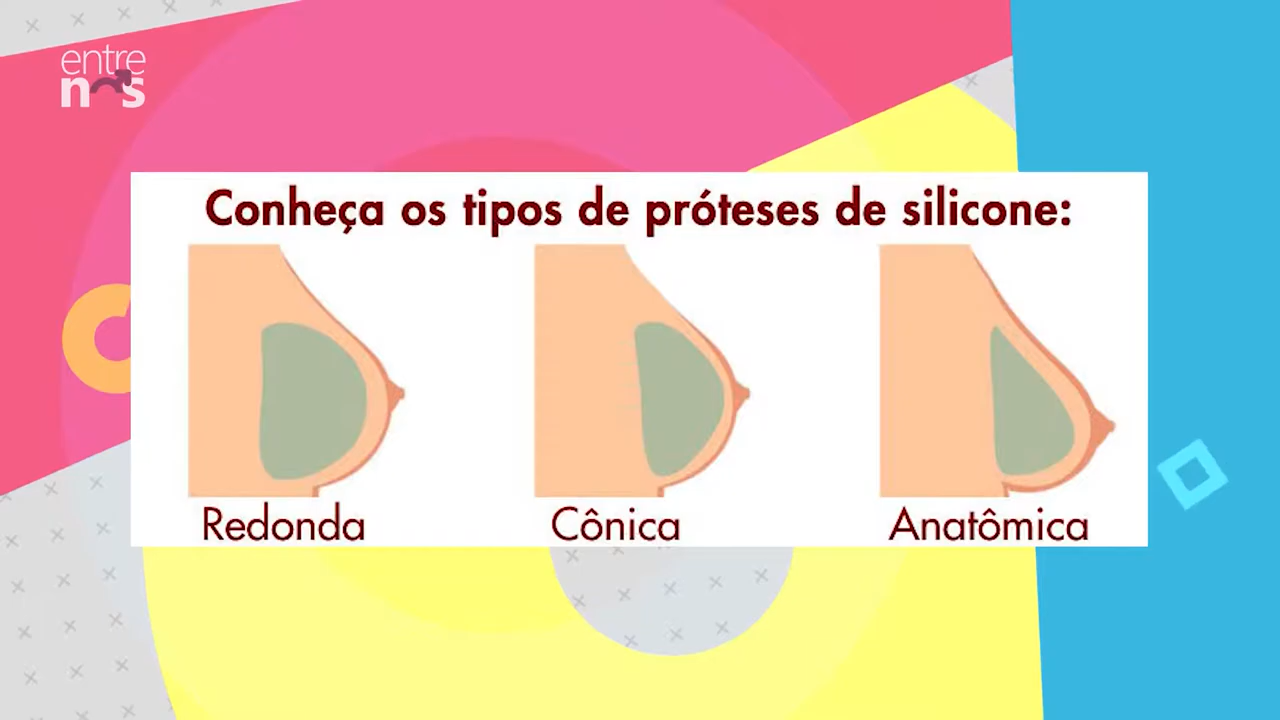 entre
nós
Conheça os tipos de próteses de silicone:
Redonda
Cônica
Anatômica